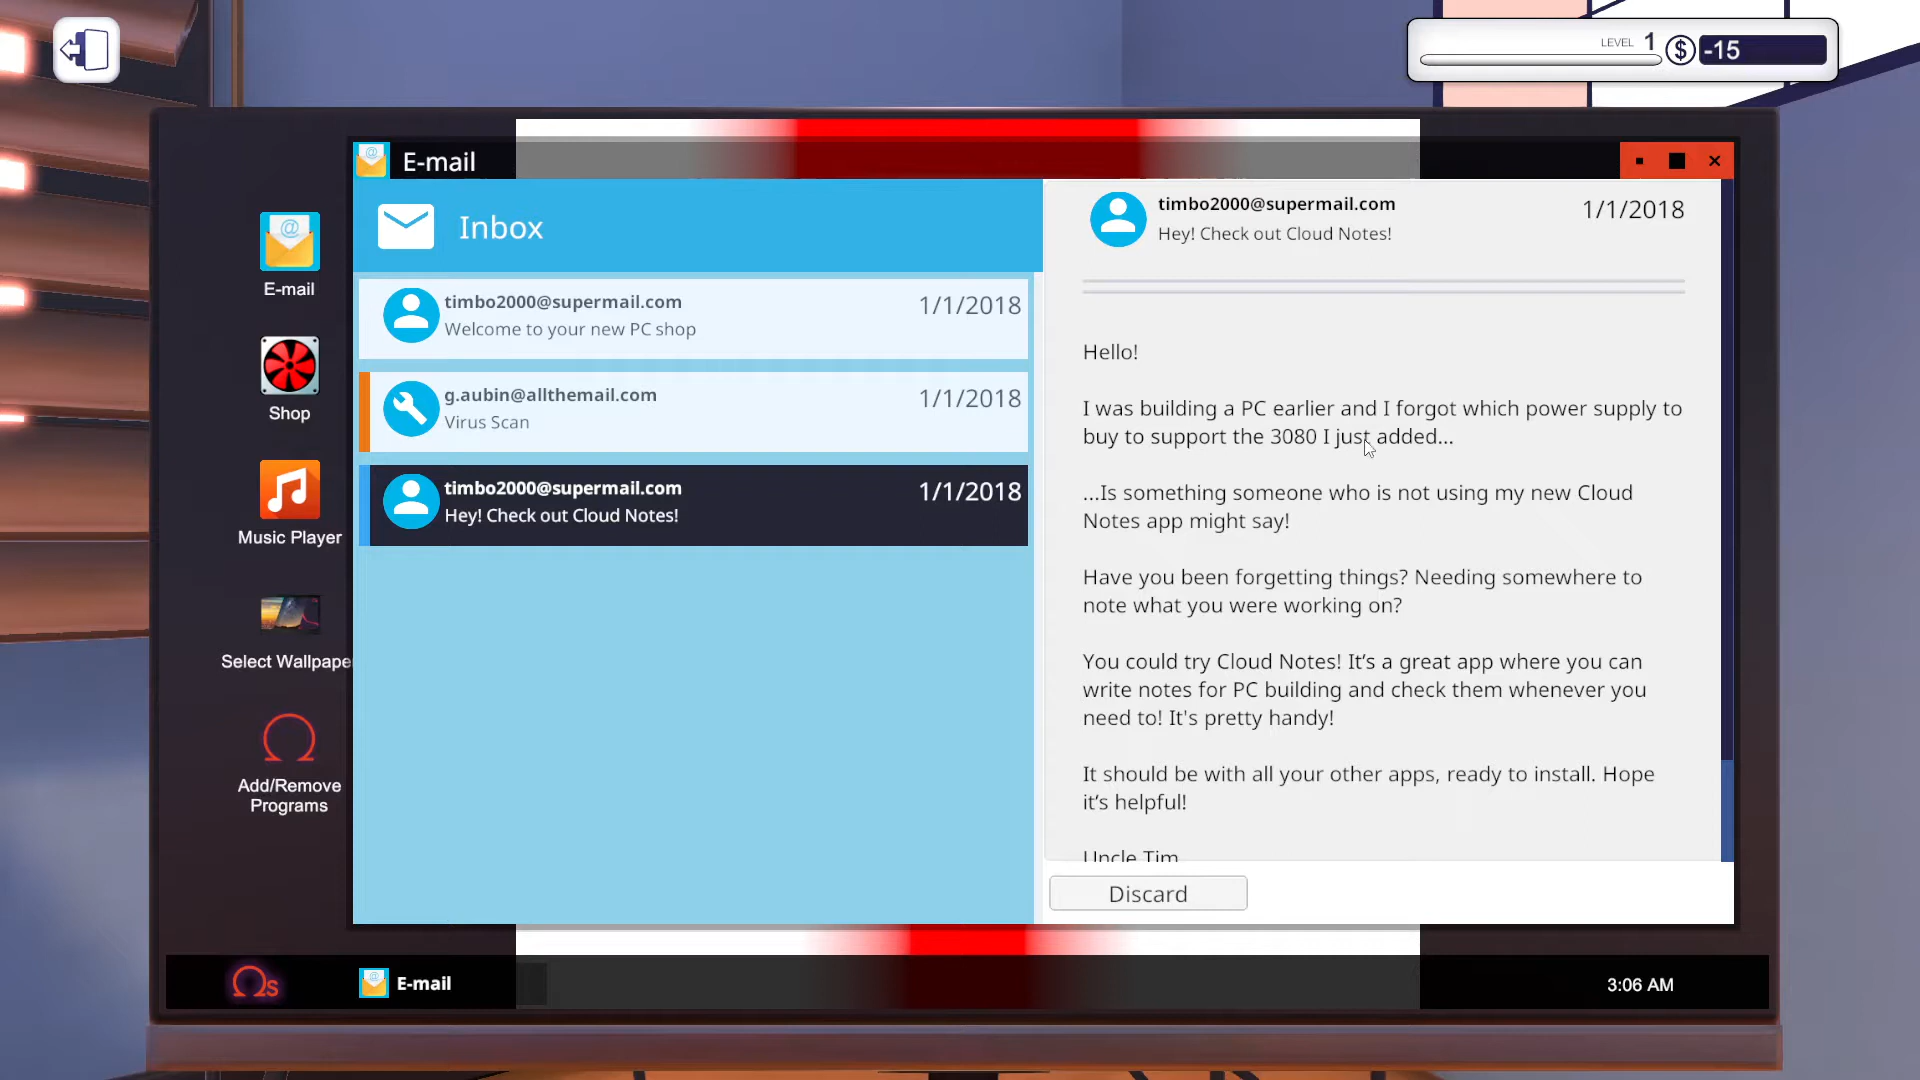 LEVEL 1
$ -15
E-mail
Inbox
timbo2000@supermail.com
1/1/2018
Welcome to your new PC shop
g.aubin@allthemail.com
1/1/2018
Virus Scan
timbo2000@supermail.com
1/1/2018
Hey! Check out Cloud Notes!
timbo2000@supermail.com
1/1/2018
Hey! Check out Cloud Notes!
Hello!
I was building a PC earlier and I forgot which power supply to
buy to support the 3080 I just added...
...Is something someone who is not using my new Cloud
Notes app might say!
Have you been forgetting things? Needing somewhere to
note what you were working on?
You could try Cloud Notes! It's a great app where you can
write notes for PC building and check them whenever you
need to! It's pretty handy!
It should be with all your other apps, ready to install. Hope
it's helpful!
Uncle Tim
Discard
E-mail
Shop
Music Player
Select Wallpape
Add/Remove
Programs
Ωs
E-mail
3:06 AM